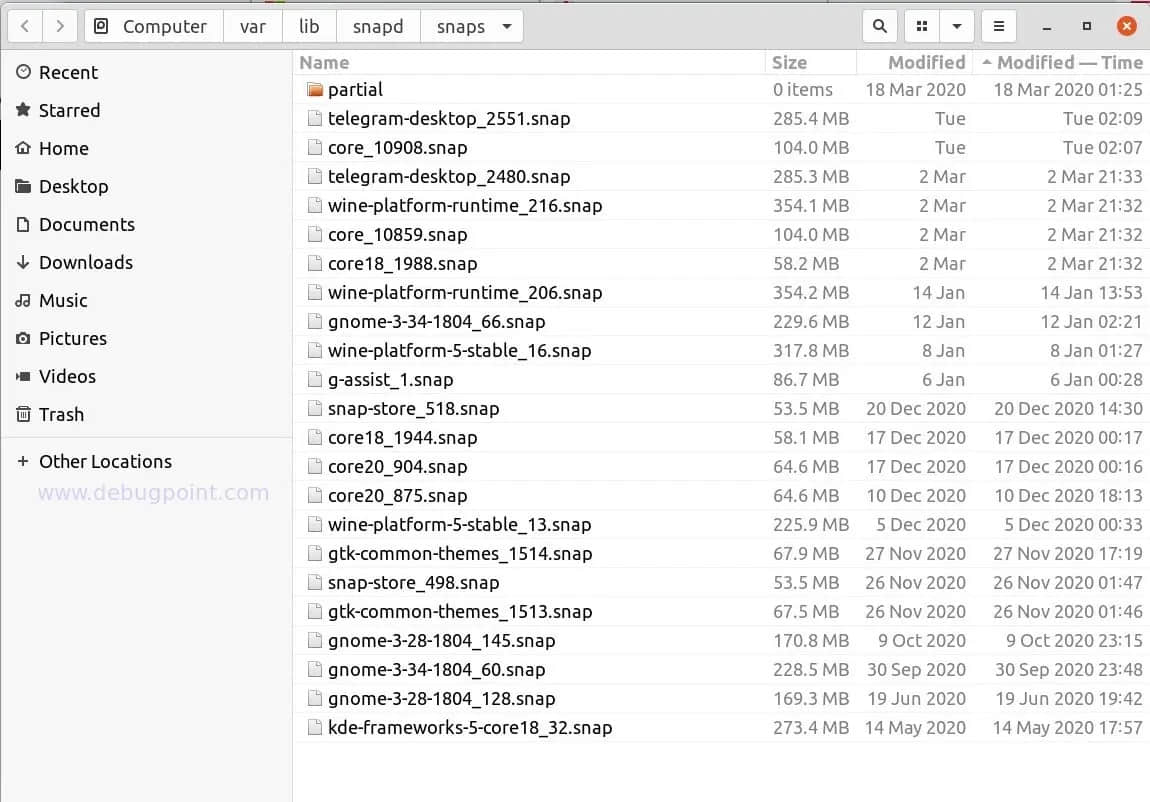 Computer var lib snapd snaps
Recent
Starred
Home
Desktop
Documents
Downloads
Music
Pictures
Videos
Trash
+ Other Locations
www.debugpoint.com
Name Size Modified Modified — Time
partial 0 items 18 Mar 2020 18 Mar 2020 01:25
telegram-desktop_2551.snap 285.4 MB Tue Tue 02:09
core_10908.snap 104.0 MB Tue Tue 02:07
telegram-desktop_2480.snap 285.3 MB 2 Mar 2 Mar 21:33
wine-platform-runtime_216.snap 354.1 MB 2 Mar 2 Mar 21:32
core_10859.snap 104.0 MB 2 Mar 2 Mar 21:32
core18_1988.snap 58.2 MB 2 Mar 2 Mar 21:32
wine-platform-runtime_206.snap 354.2 MB 14 Jan 14 Jan 13:53
gnome-3-34-1804_66.snap 229.6 MB 12 Jan 12 Jan 02:21
wine-platform-5-stable_16.snap 317.8 MB 8 Jan 8 Jan 01:27
g-assist_1.snap 86.7 MB 6 Jan 6 Jan 00:28
snap-store_518.snap 53.5 MB 20 Dec 2020 20 Dec 2020 14:30
core18_1944.snap 58.1 MB 17 Dec 2020 17 Dec 2020 00:17
core20_904.snap 64.6 MB 17 Dec 2020 17 Dec 2020 00:16
core20_875.snap 64.6 MB 10 Dec 2020 10 Dec 2020 18:13
wine-platform-5-stable_13.snap 225.9 MB 5 Dec 2020 5 Dec 2020 00:33
gtk-common-themes_1514.snap 67.9 MB 27 Nov 2020 27 Nov 2020 17:19
snap-store_498.snap 53.5 MB 26 Nov 2020 26 Nov 2020 01:47
gtk-common-themes_1513.snap 67.5 MB 26 Nov 2020 26 Nov 2020 01:46
gnome-3-28-1804_145.snap 170.8 MB 9 Oct 2020 9 Oct 2020 23:15
gnome-3-34-1804_60.snap 228.5 MB 30 Sep 2020 30 Sep 2020 23:48
gnome-3-28-1804_128.snap 169.3 MB 19 Jun 2020 19 Jun 2020 19:42
kde-frameworks-5-core18_32.snap 273.4 MB 14 May 2020 14 May 2020 17:57